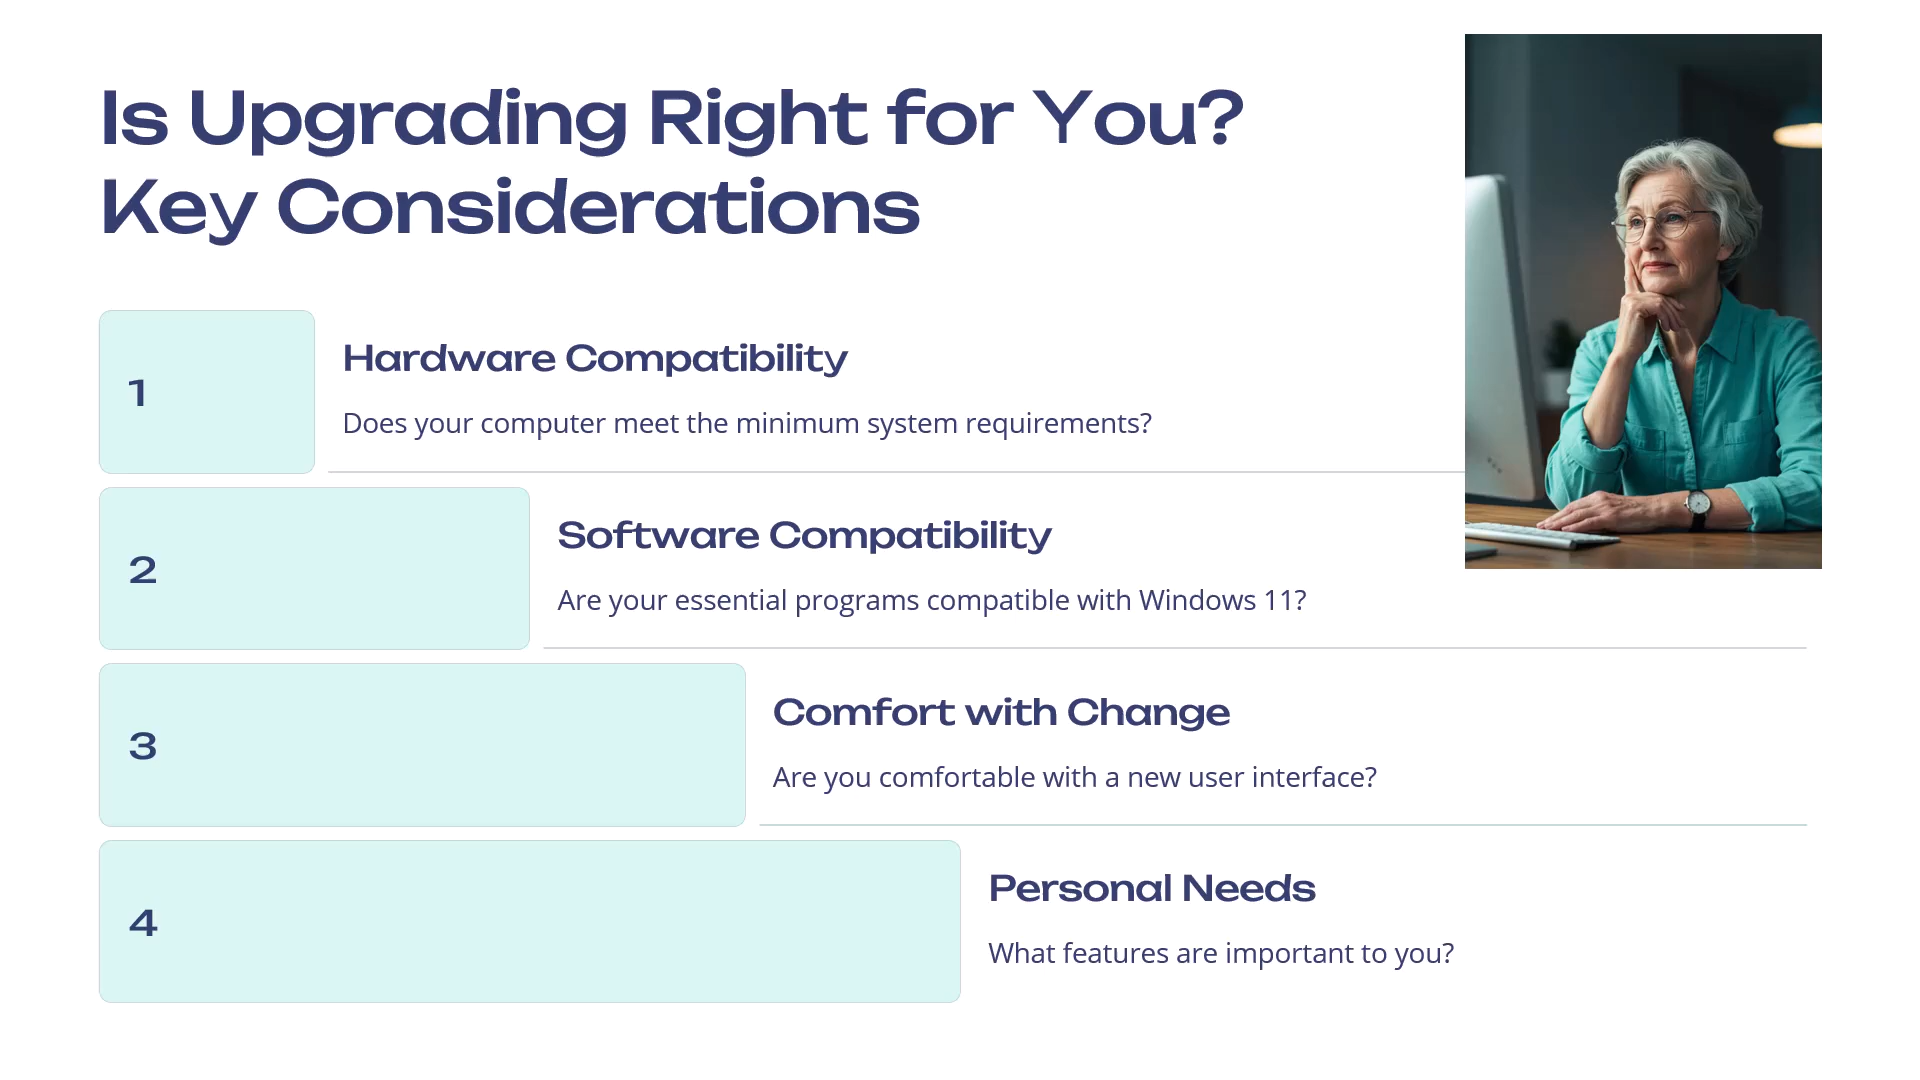 Is Upgrading Right for You?
Key Considerations
1
Hardware Compatibility
Does your computer meet the minimum system requirements?
2
Software Compatibility
Are your essential programs compatible with Windows 11?
3
Comfort with Change
Are you comfortable with a new user interface?
4
Personal Needs
What features are important to you?